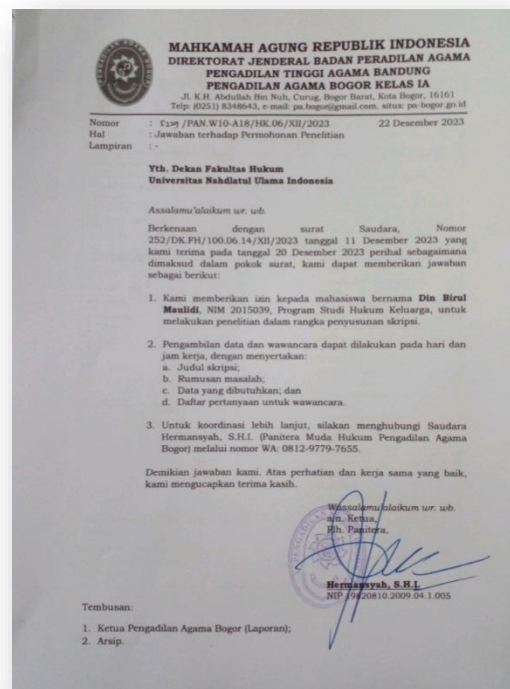 MAHKAMAH AGUNG REPUBLIK INDONESIA
DIREKTORAT JENDERAL BADAN PERADILAN AGAMA
PENGADILAN TINGGI AGAMA BANDUNG
PENGADILAN AGAMA BOGOR KELAS IA
Jl. K.H. Abdullah Bin Nuh, Curug, Bogor Barat, Kota Bogor, 16161
Telp: (0251) 8348643, e-mail: pa.bogor@gmail.com, situs: pa-bogor.go.id
Nomor : /PAN.W10-A18/HK.06/XII/2023 22 Desember 2023
Hal : Jawaban terhadap Permohonan Penelitian
Lampiran : -
Yth. Dekan Fakultas Hukum
Universitas Nahdlatul Ulama Indonesia
Assalamu'alaikum wr. wb.
Berkenaan dengan surat Saudara, Nomor
252/DK.FH/100.06.14/XII/2023 tanggal 11 Desember 2023 yang
kami terima pada tanggal 20 Desember 2023 perihal sebagaimana
dimaksud dalam pokok surat, kami dapat memberikan jawaban
sebagai berikut:
1. Kami memberikan izin kepada mahasiswa bernama Din Birul
Maulidi, NIM 2015039, Program Studi Hukum Keluarga, untuk
melakukan penelitian dalam rangka penyusunan skripsi.
2. Pengambilan data dan wawancara dapat dilakukan pada hari dan
jam kerja, dengan menyertakan:
a. Judul skripsi;
b. Rumusan masalah;
c. Data yang dibutuhkan; dan
d. Daftar pertanyaan untuk wawancara.
3. Untuk koordinasi lebih lanjut, silakan menghubungi Saudara
Hermansyah, S.H.I. (Panitera Muda Hukum Pengadilan Agama
Bogor) melalui nomor WA: 0812-9779-7655.
Demikian jawaban kami. Atas perhatian dan kerja sama yang baik,
kami mengucapkan terima kasih.
Wassalamu'alaikum wr. wb.
a.n. Ketua,
Plh. Panitera,
Hermansyah, S.H.I.
NIP.19820810.2009.04.1.005
Tembusan:
1. Ketua Pengadilan Agama Bogor (Laporan);
2. Arsip.